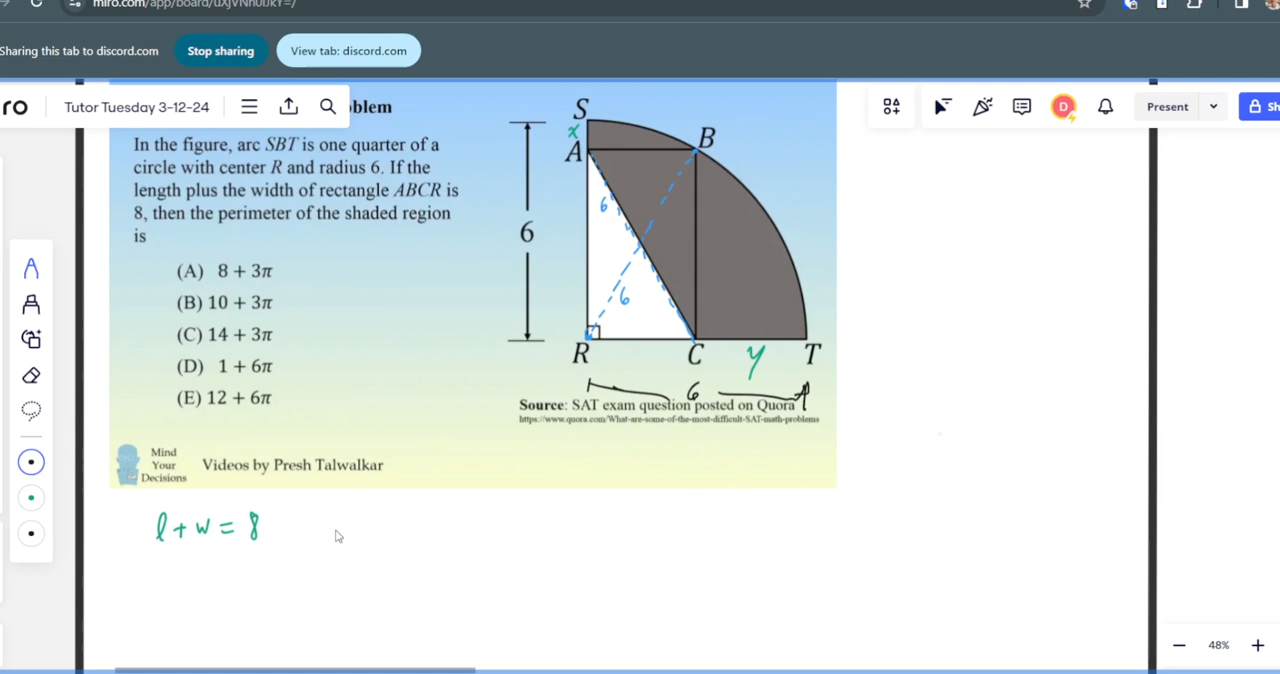 miro.com/app/board/uXjVNh0IJkY=/
Sharing this tab to discord.com
Stop sharing
View tab: discord.com
ro
Tutor Tuesday 3-12-24
oblem
D
Present
Sh
In the figure, arc SBT is one quarter of a
circle with center R and radius 6. If the
length plus the width of rectangle ABCR is
8, then the perimeter of the shaded region
is
(A) 8 + 3π
(B) 10 + 3π
(C) 14 + 3π
(D) 1 + 6π
(E) 12 + 6π
S
x
A
B
6
6
6
R
C
y
T
6
Source: SAT exam question posted on Quora
https://www.quora.com/What-are-some-of-the-most-difficult-SAT-math-problems
Mind
Your
Decisions
Videos by Presh Talwalkar
l + w = 8
48%